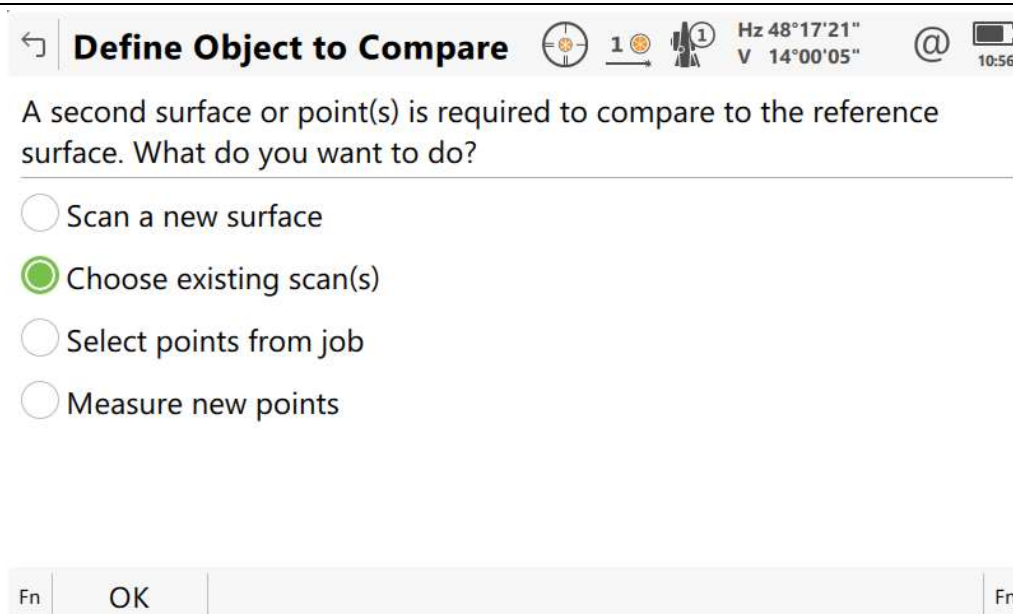 Define Object to Compare
1
1
Hz 48°17'21"
V 14°00'05"
@
10:56
A second surface or point(s) is required to compare to the reference
surface. What do you want to do?
Scan a new surface
Choose existing scan(s)
Select points from job
Measure new points
Fn
OK